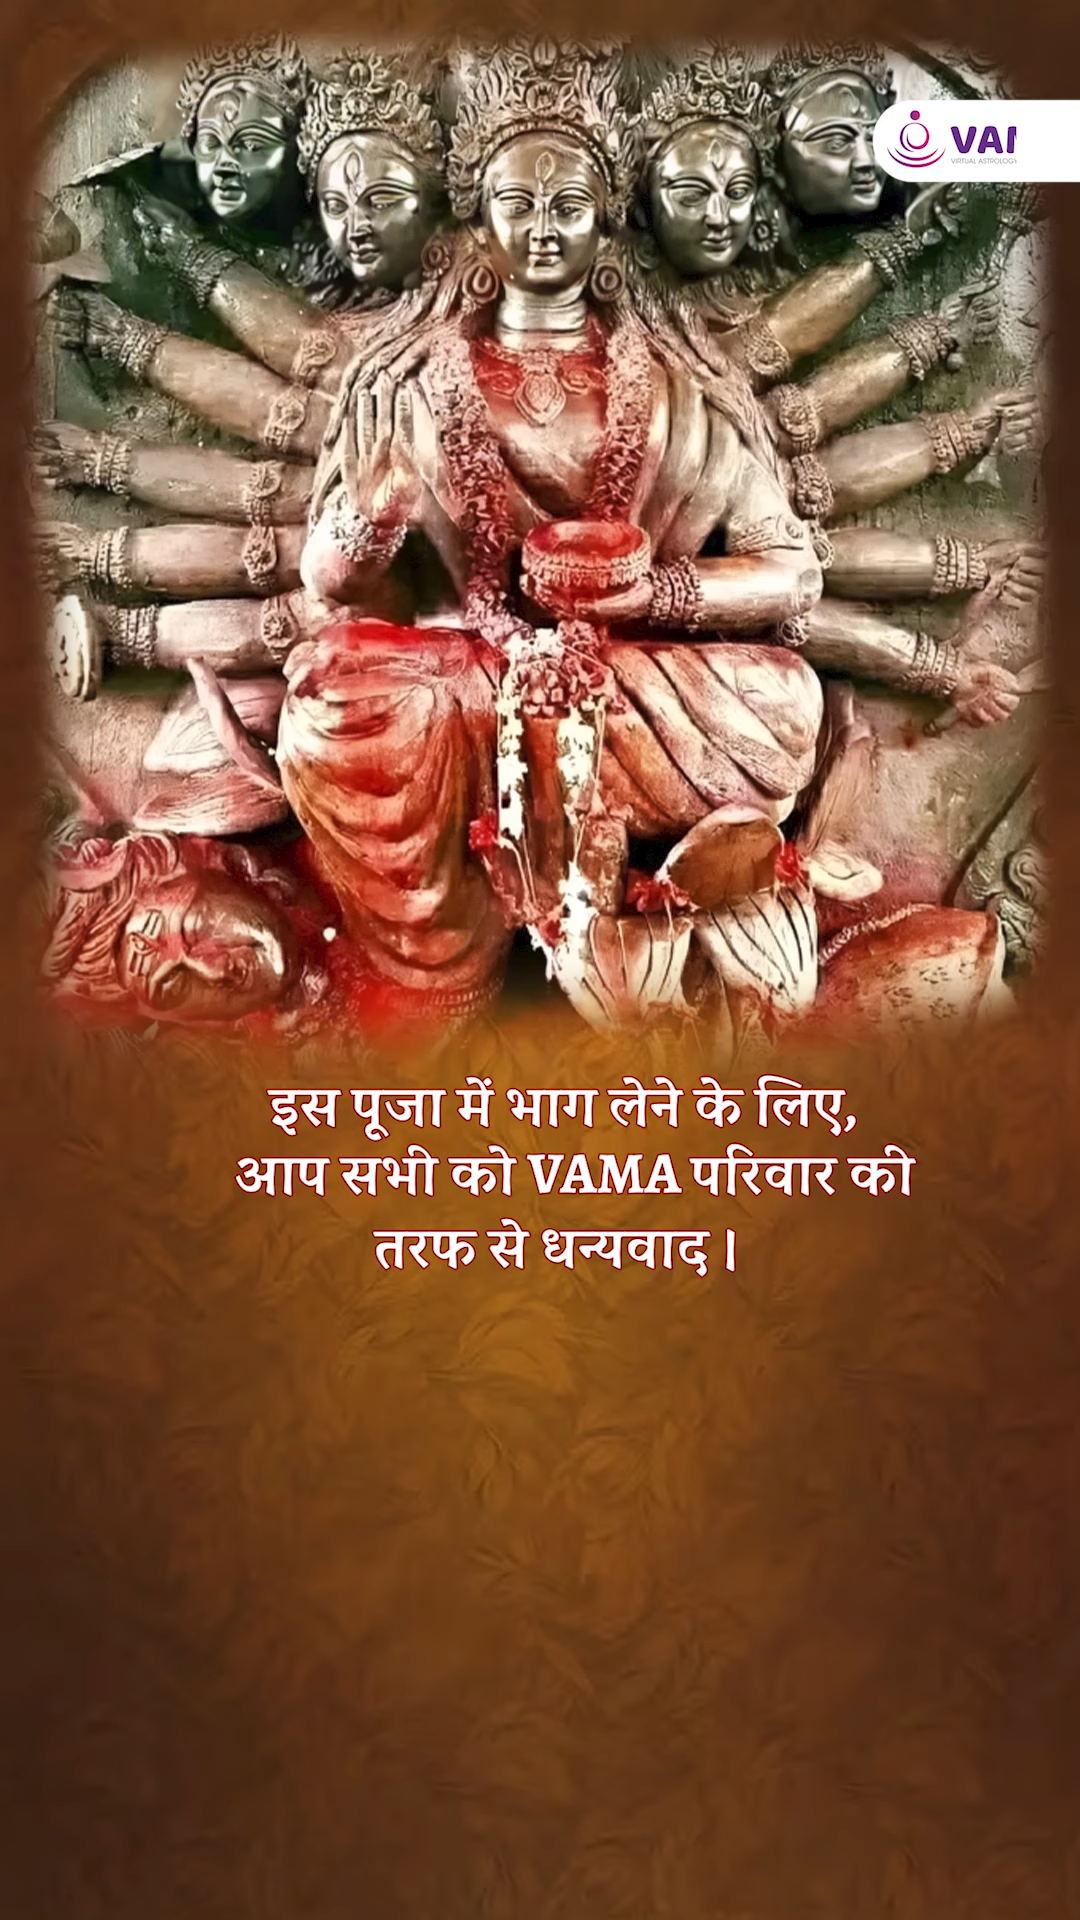 VAI
VIRTUAL ASTROLOGY
इस पूजा में भाग लेने के लिए,
आप सभी को VAMA परिवार की
तरफ से धन्यवाद।